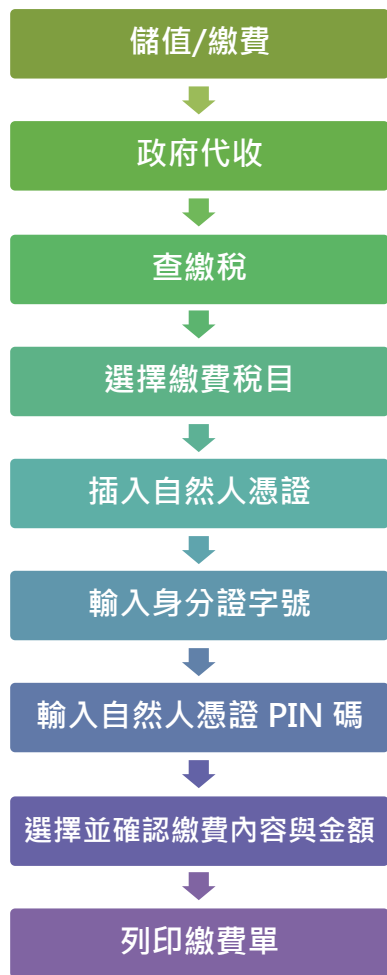 儲值/繳費
政府代收
查繳稅
選擇繳費稅目
插入自然人憑證
輸入身分證字號
輸入自然人憑證 PIN 碼
選擇並確認繳費內容與金額
列印繳費單